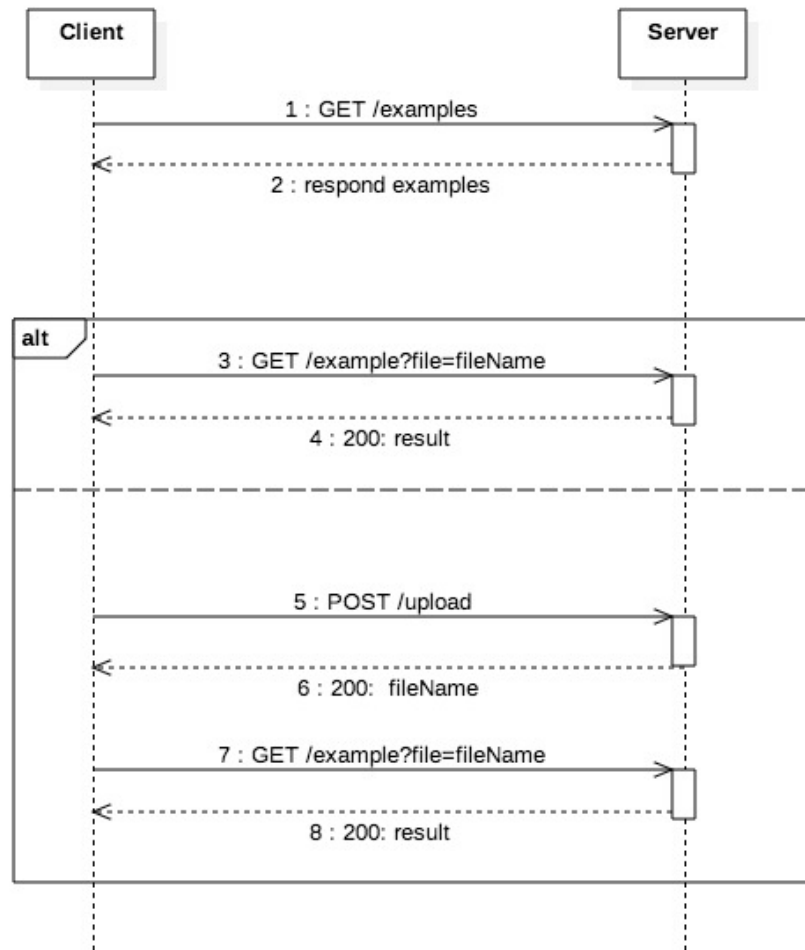 Client
Server
1 : GET /examples
2 : respond examples
alt
3 : GET /example?file=fileName
4 : 200: result
5 : POST /upload
6 : 200:  fileName
7 : GET /example?file=fileName
8 : 200: result